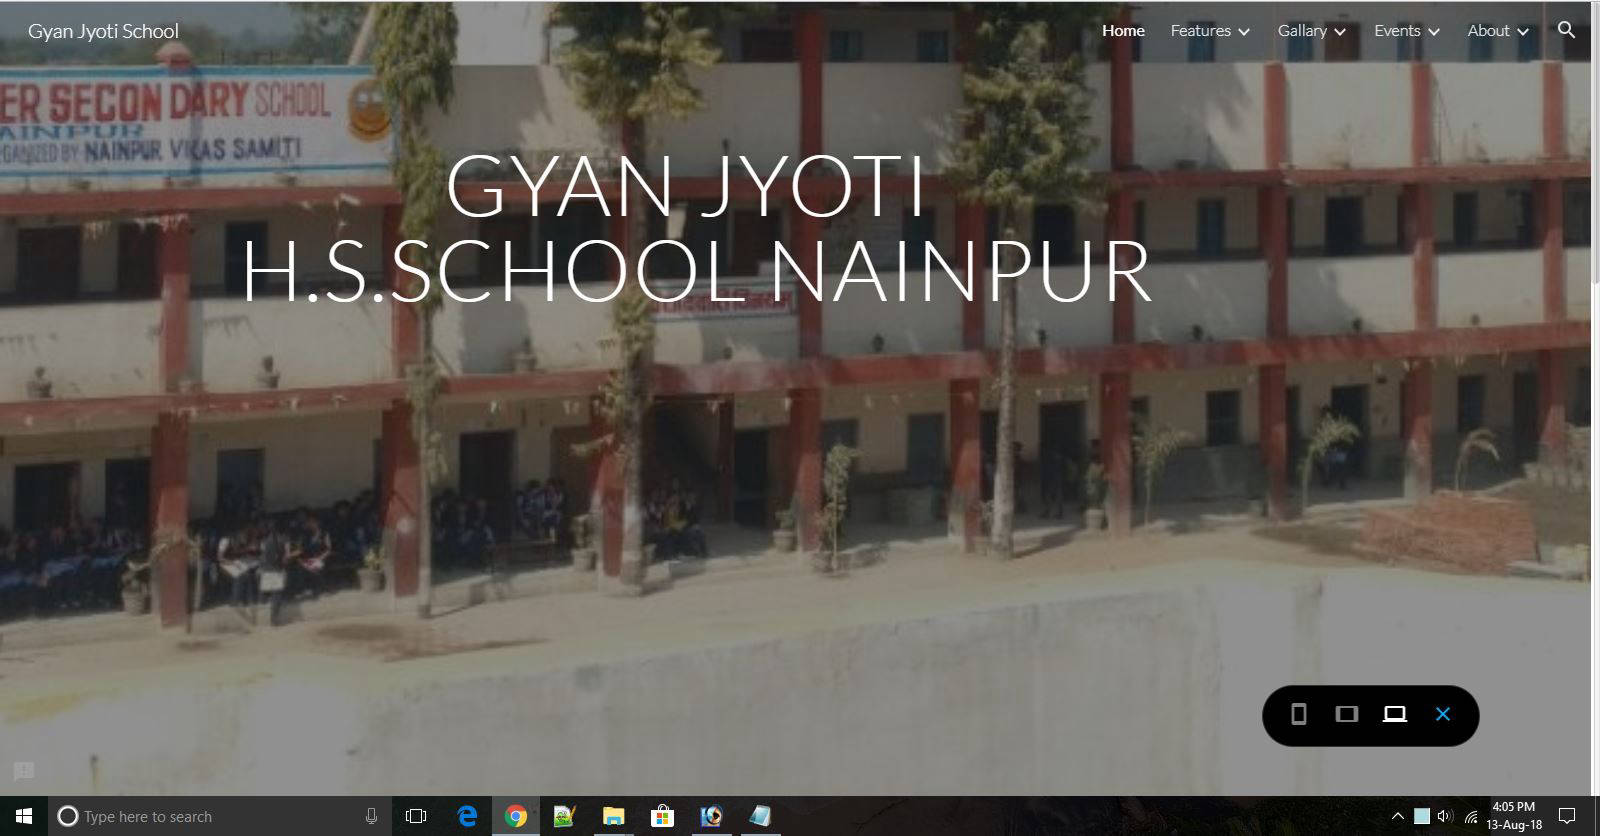 Gyan Jyoti School
Home
Features
Gallary
Events
About
ER SECON DARY SCHOOL
AINPUR
RGANIZED BY NAINPUR VIKAS SAMITI
GYAN JYOTI
H.S.SCHOOL NAINPUR
Type here to search
4:05 PM
13-Aug-18